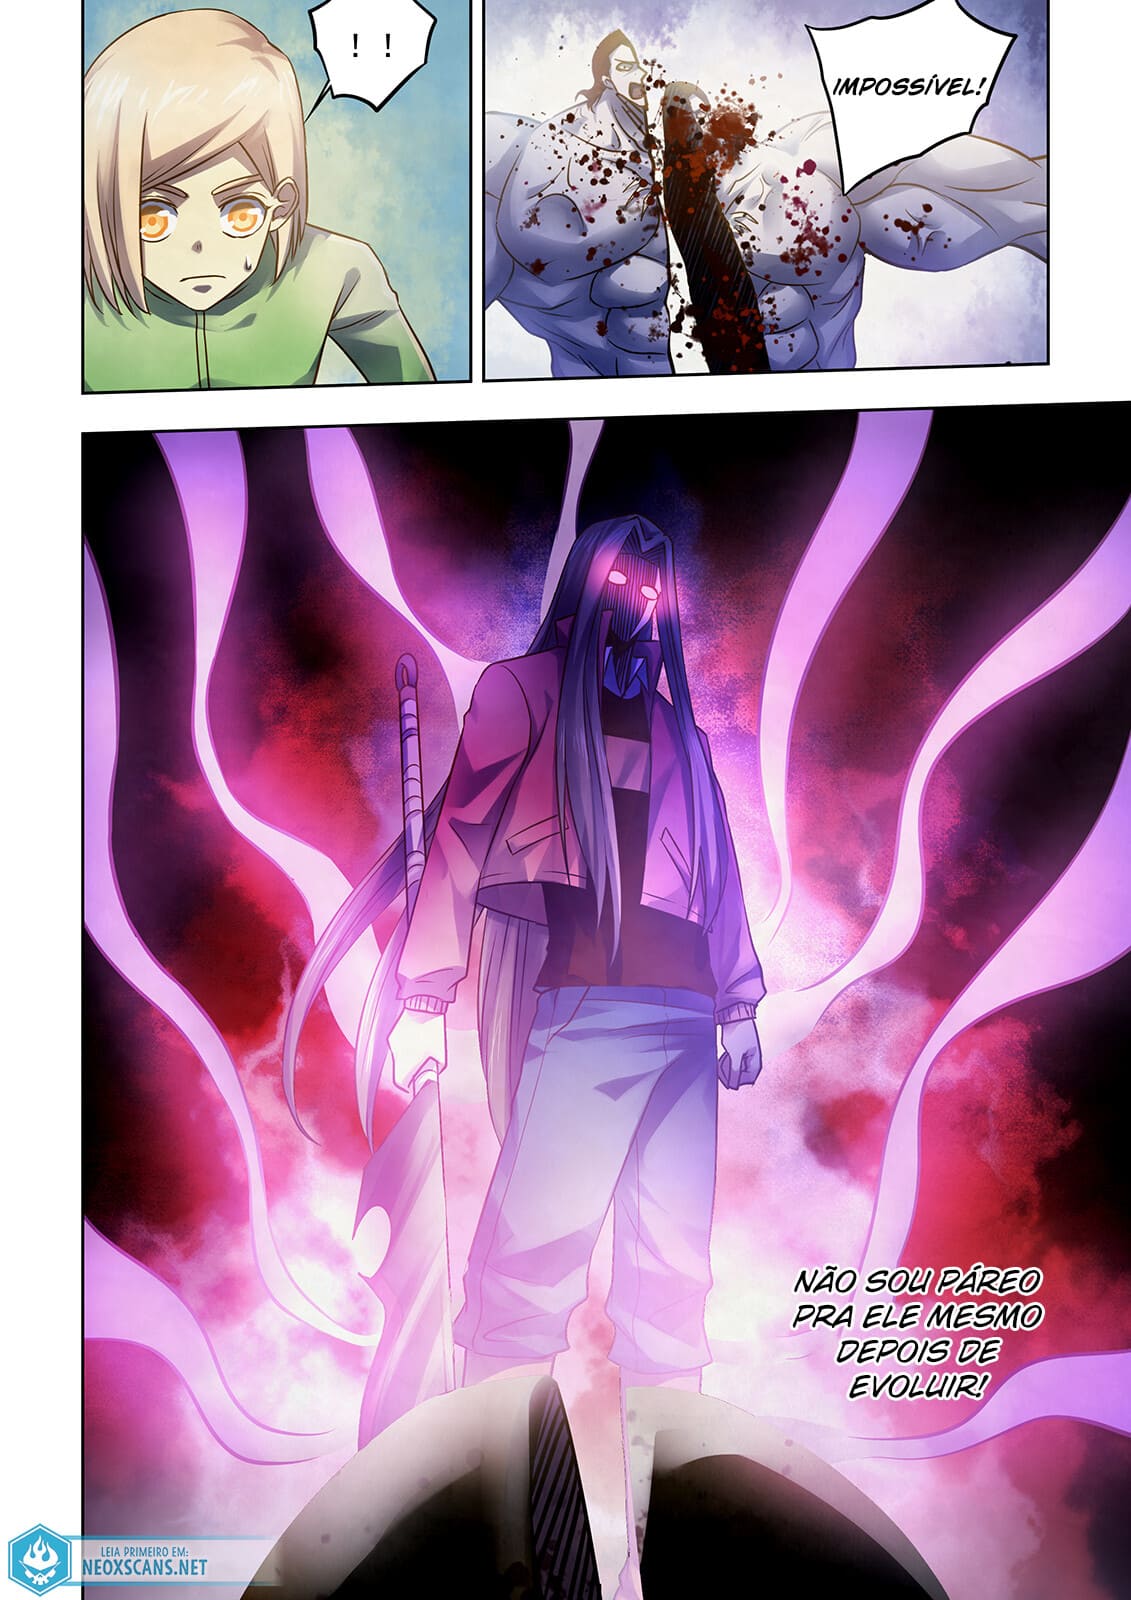 ! !
IMPOSSÍVEL!
NÃO SOU PÁREO
PRA ELE MESMO
DEPOIS DE
EVOLUIR!
LEIA PRIMEIRO EM:
NEOXSCANS.NET